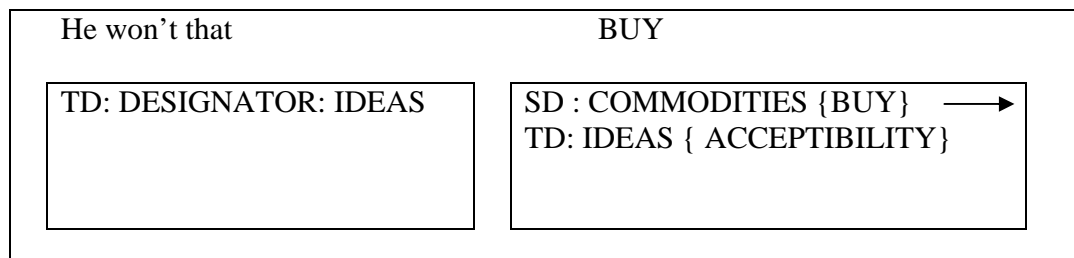 He won’t that BUY
TD: DESIGNATOR: IDEAS
SD : COMMODITIES {BUY}
TD: IDEAS { ACCEPTIBILITY}